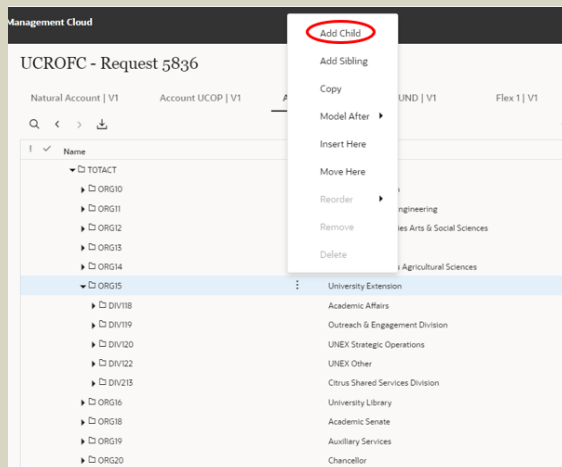 Management Cloud
UCROFC - Request 5836
Natural Account | V1 Account UCOP | V1 A UND | V1 Flex 1 | V1
Add Child
Add Sibling
Copy
Model After
Insert Here
Move Here
Reorder
Remove
Delete
! Name
TOTACT
ORG10
ORG11 ngineering
ORG12 ies Arts & Social Sciences
ORG13
ORG14 Agricultural Sciences
ORG15 University Extension
DIV118 Academic Affairs
DIV119 Outreach & Engagement Division
DIV120 UNEX Strategic Operations
DIV122 UNEX Other
DIV213 Citrus Shared Services Division
ORG16 University Library
ORG18 Academic Senate
ORG19 Auxiliary Services
ORG20 Chancellor